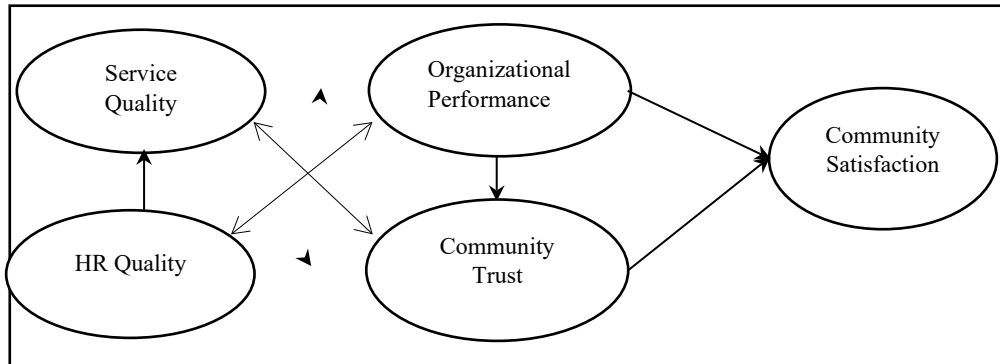 Service
Quality
Organizational
Performance
Community
Satisfaction
HR Quality
Community
Trust